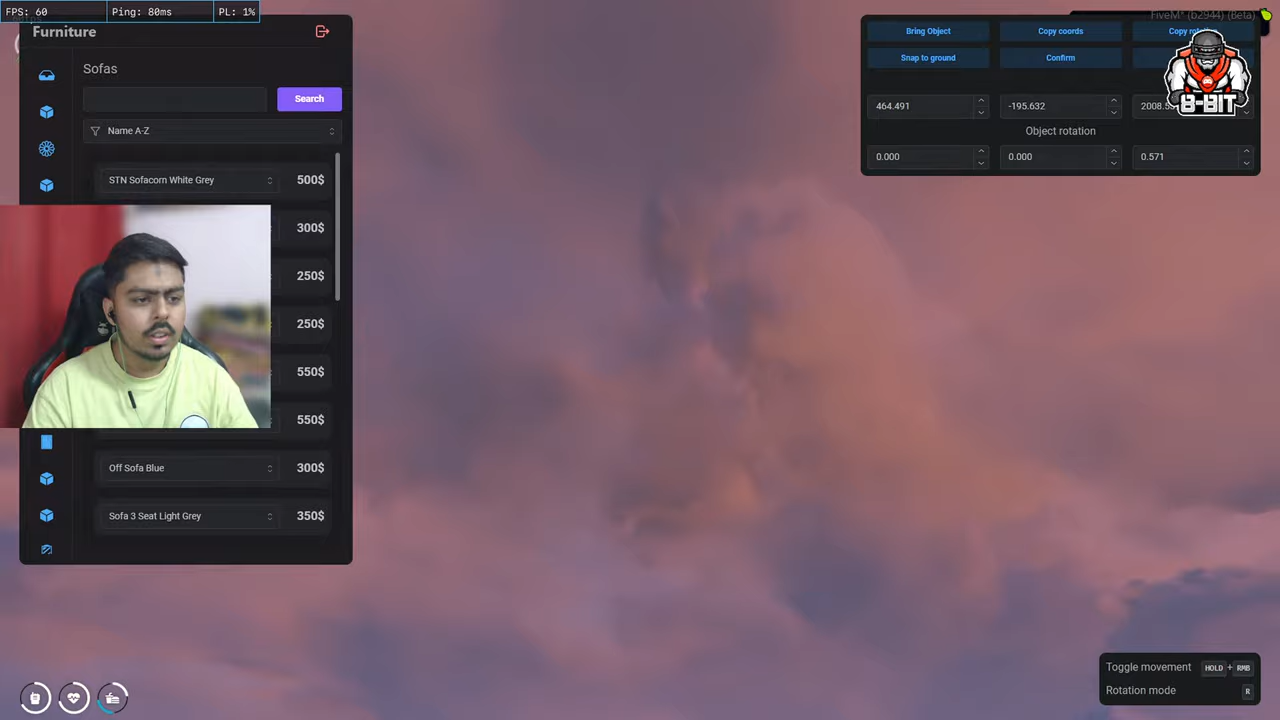 FPS: 60 Ping: 80ms PL: 1%
FiveM* (b2944) (Beta)
Furniture
Bring Object Copy coords
Snap to ground Confirm
8-BIT
Sofas
Search
464.491 -195.632
Name A-Z
Object rotation
0.000 0.000 0.571
STN Sofacorn White Grey 500$
300$
250$
250$
550$
550$
Off Sofa Blue 300$
Sofa 3 Seat Light Grey 350$
Toggle movement HOLD + RMB
Rotation mode R